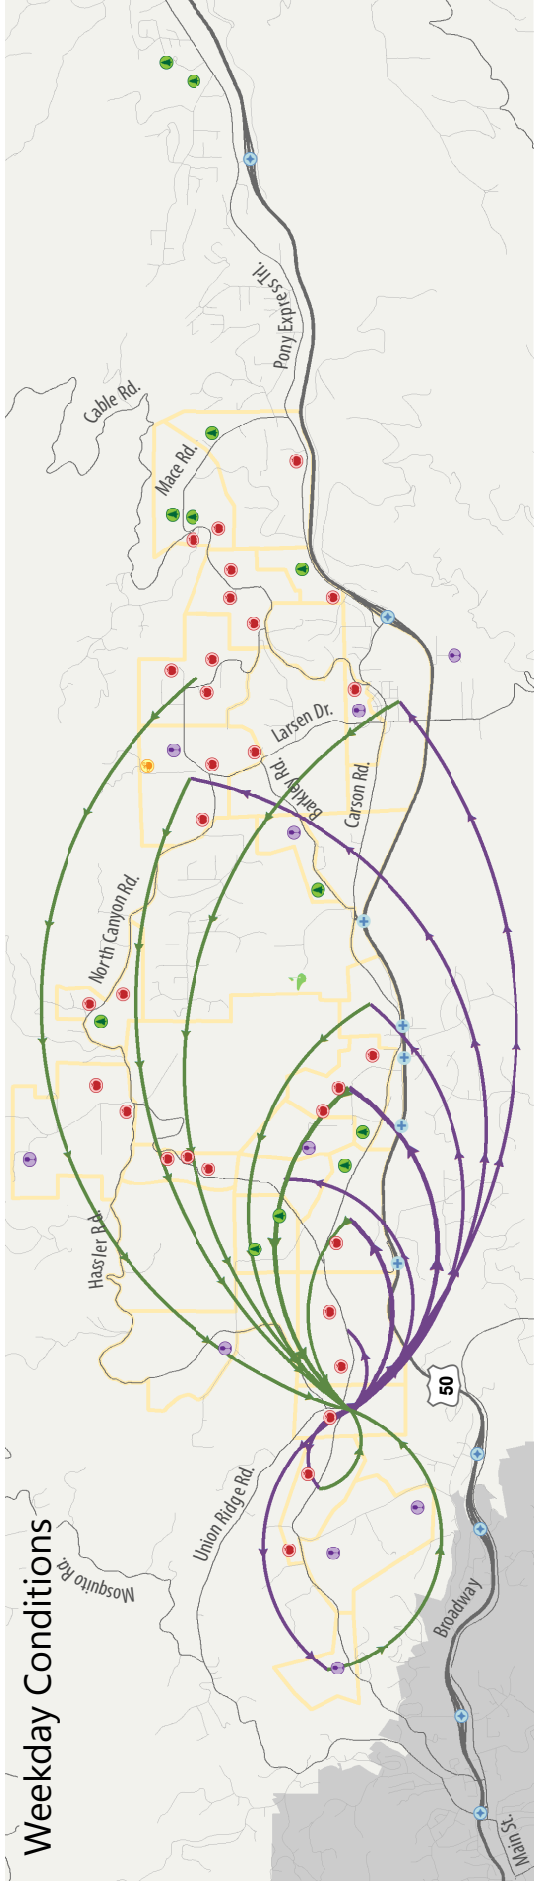 Weekday Conditions
Mosquito Rd.
Union Ridge Rd.
Hassler Rd.
North Canyon Rd.
Cable Rd.
Mace Rd.
Pony Express Trl.
Larsen Dr.
Barkley Rd.
Carson Rd.
50
Broadway
Main St.